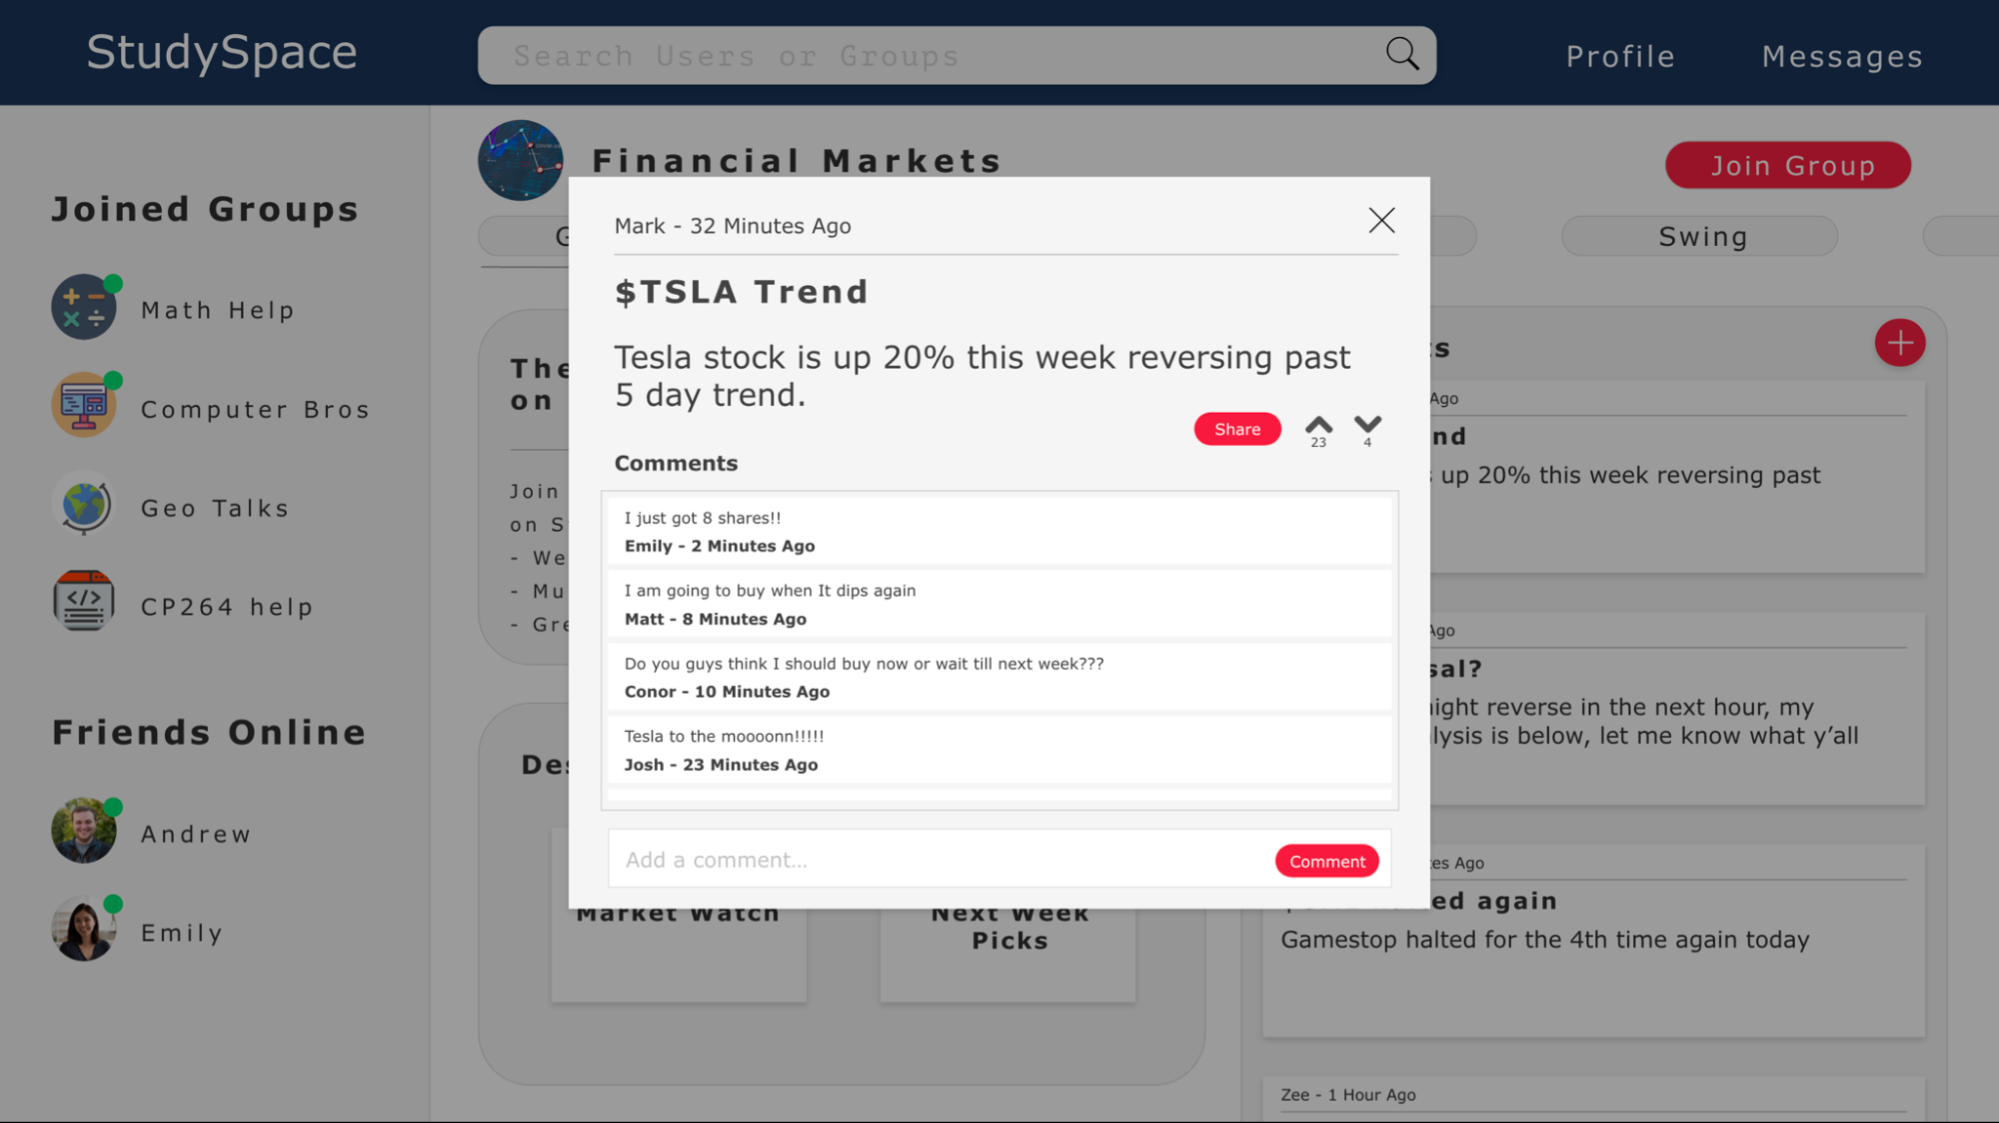 StudySpace
Search Users or Groups
Profile
Messages
Joined Groups
Math Help
Computer Bros
Geo Talks
CP264 help
Friends Online
Andrew
Emily
Financial Markets
Join Group
Swing
The
on
Join
on S
- We
- Mu
- Gre
Des
Market Watch
Next Week
Picks
Mark - 32 Minutes Ago
$TSLA Trend
Tesla stock is up 20% this week reversing past
5 day trend.
Share
23
4
Comments
I just got 8 shares!!
Emily - 2 Minutes Ago
I am going to buy when It dips again
Matt - 8 Minutes Ago
Do you guys think I should buy now or wait till next week???
Conor - 10 Minutes Ago
Tesla to the moooonn!!!!!
Josh - 23 Minutes Ago
Add a comment...
Comment
s
Ago
nd
up 20% this week reversing past
Ago
sal?
ight reverse in the next hour, my
lysis is below, let me know what y'all
es Ago
ed again
Gamestop halted for the 4th time again today
Zee - 1 Hour Ago